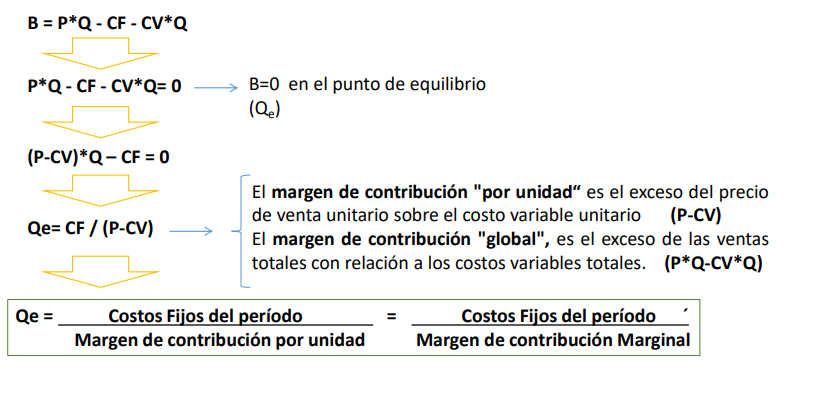 B = P*Q - CF - CV*Q
P*Q - CF - CV*Q= 0
B=0 en el punto de equilibrio
(Qe)
(P-CV)*Q – CF = 0
El margen de contribución "por unidad“ es el exceso del precio
de venta unitario sobre el costo variable unitario (P-CV)
Qe= CF / (P-CV)
El margen de contribución "global", es el exceso de las ventas
totales con relación a los costos variables totales. (P*Q-CV*Q)
Qe = Costos Fijos del período = Costos Fijos del período ´
Margen de contribución por unidad Margen de contribución Marginal